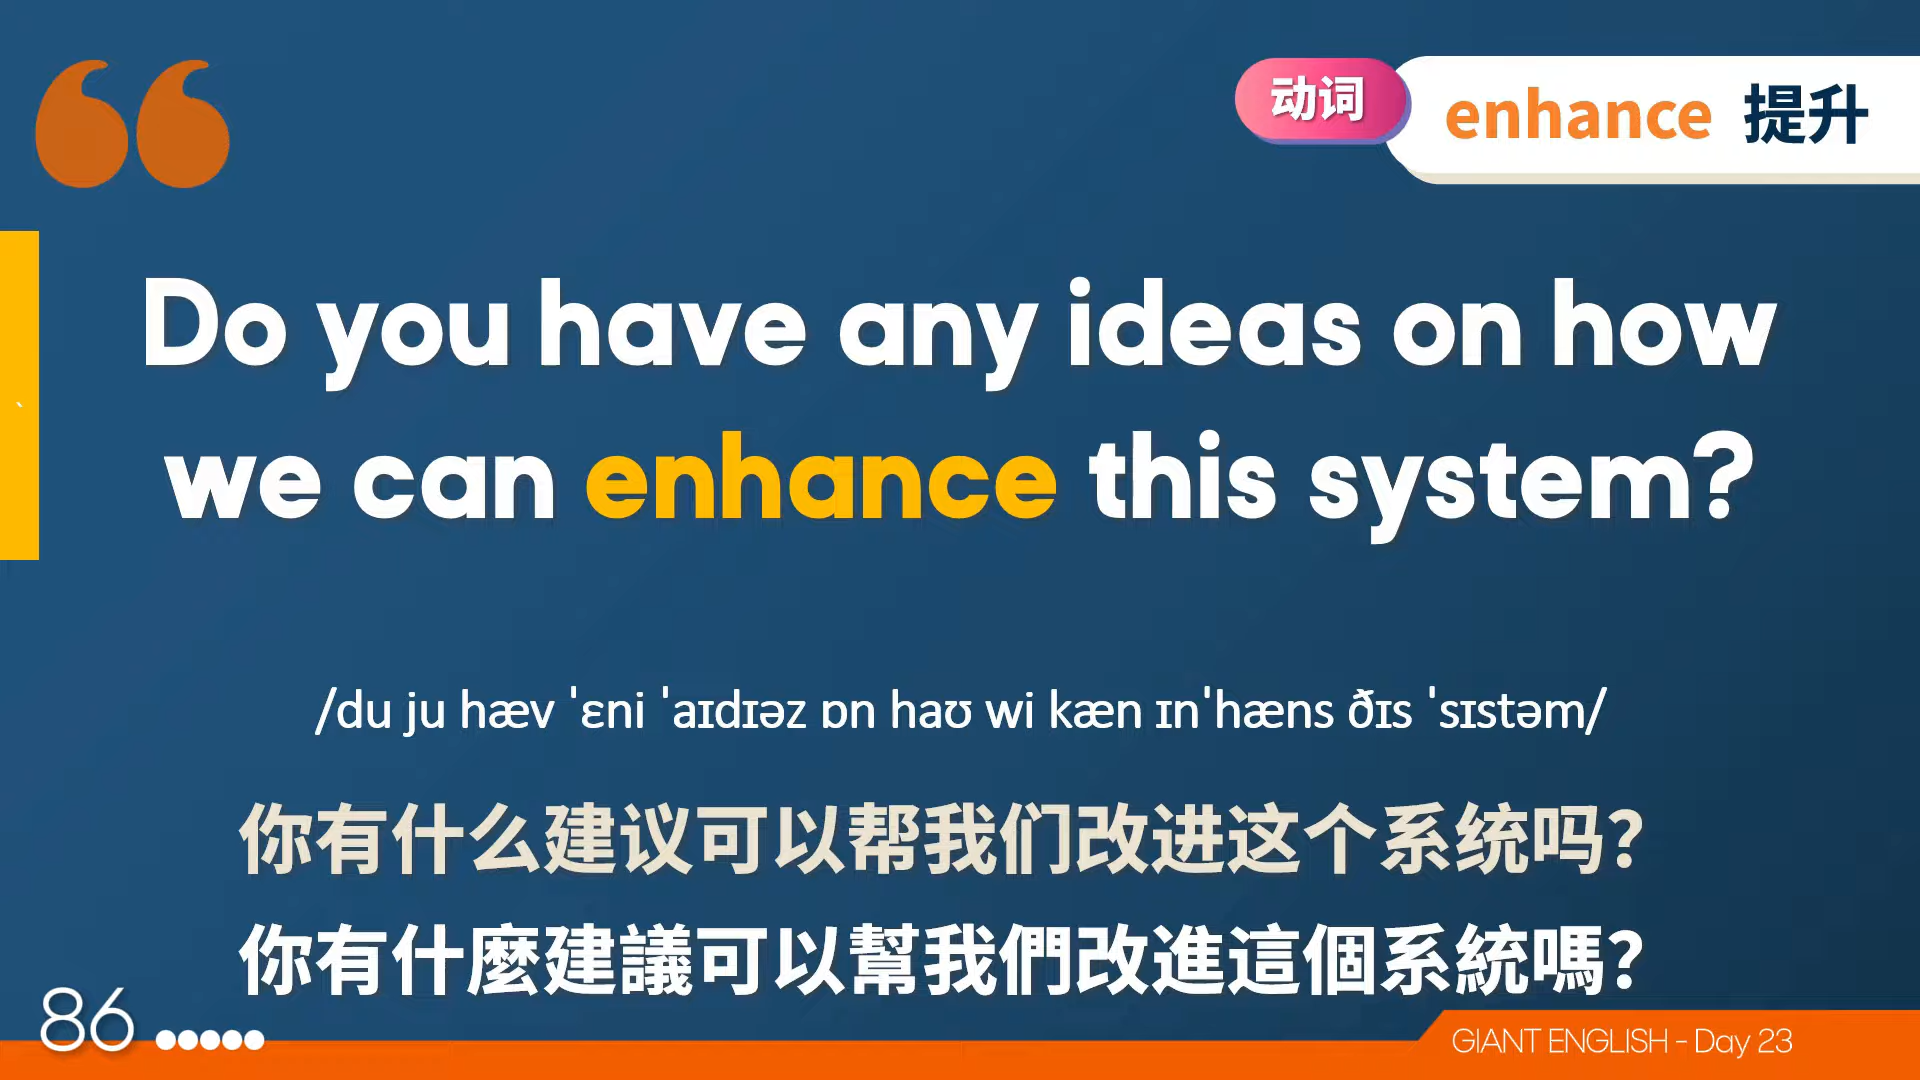 动词
enhance 提升
Do you have any ideas on how
we can enhance this system?
/du ju hæv ˈɛni ˈaɪdɪəz ɒn haʊ wi kæn ɪnˈhæns ðɪs ˈsɪstəm/
你有什么建议可以帮我们改进这个系统吗?
你有什麼建議可以幫我們改進這個系統嗎?
86
GIANT ENGLISH - Day 23